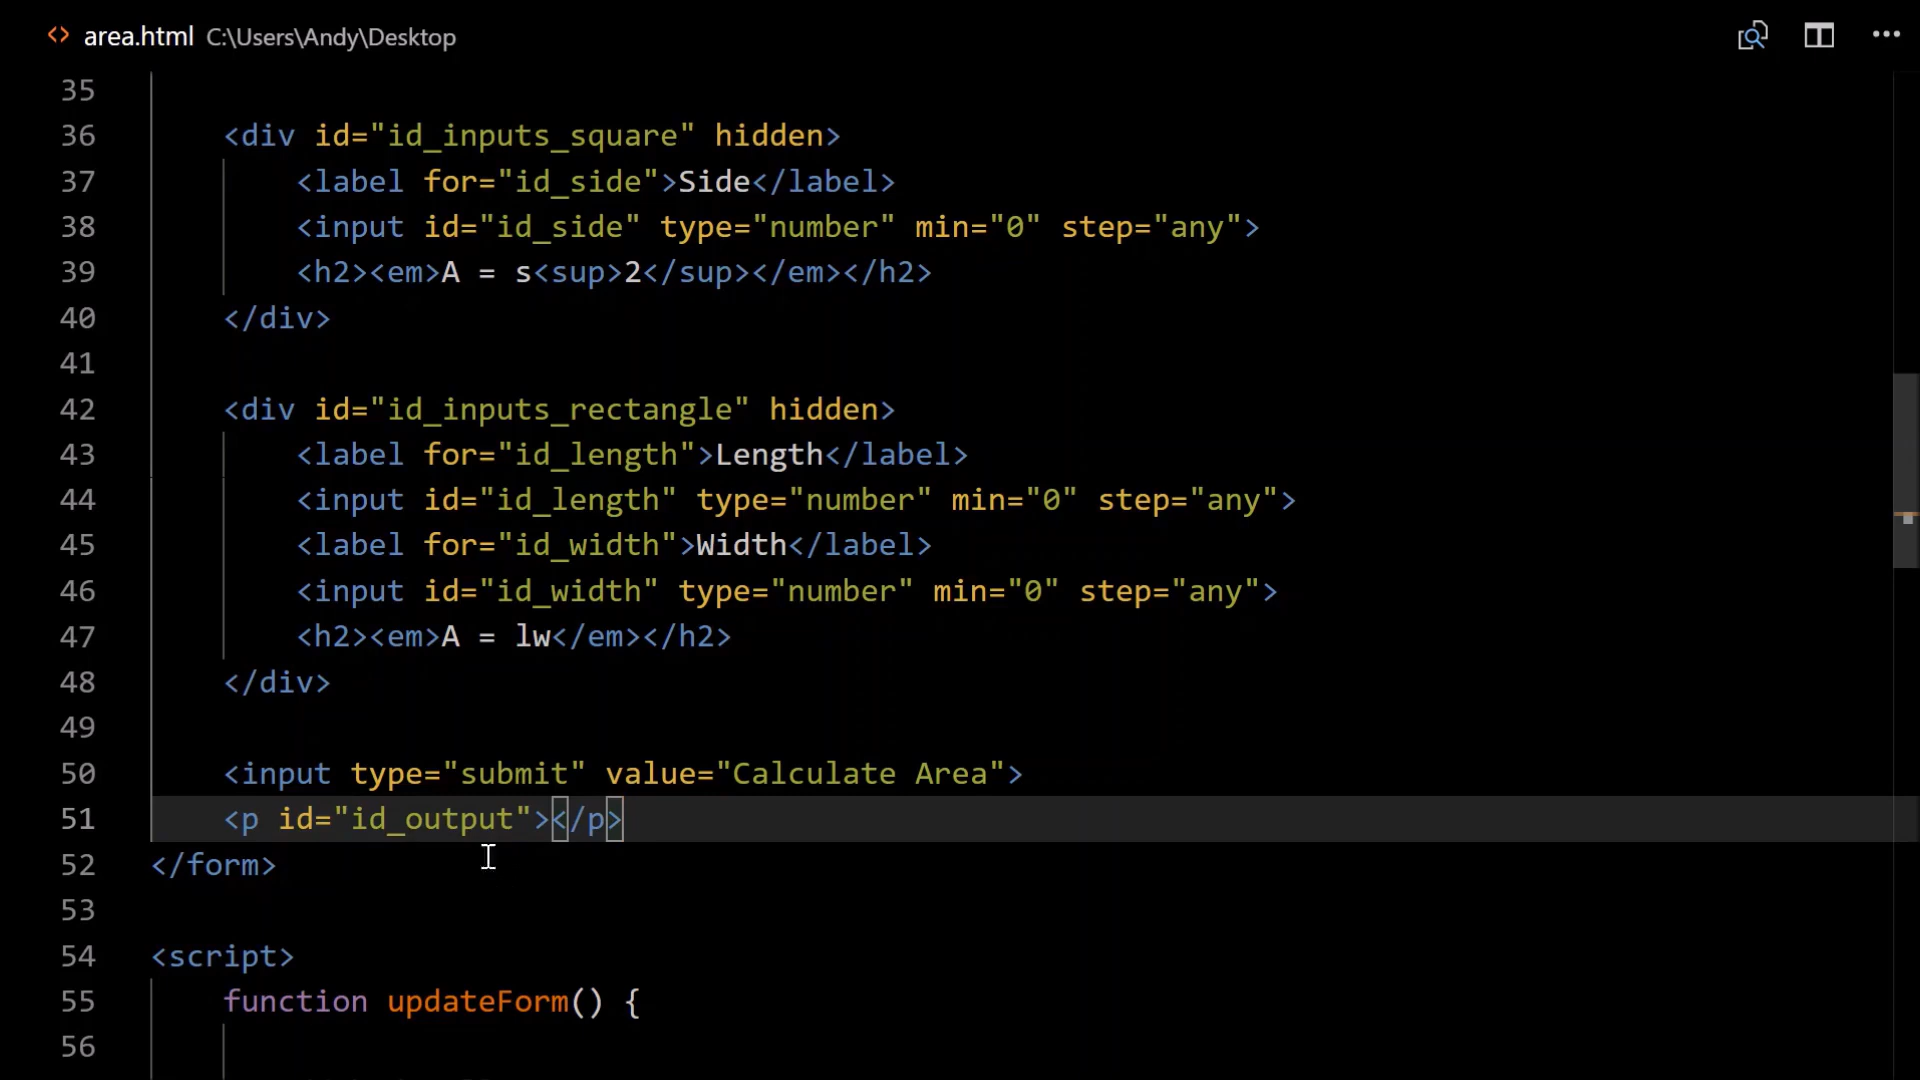 area.html C:\Users\Andy\Desktop
35
36 <div id="id_inputs_square" hidden>
37 <label for="id_side">Side</label>
38 <input id="id_side" type="number" min="0" step="any">
39 <h2><em>A = s<sup>2</sup></em></h2>
40 </div>
41
42 <div id="id_inputs_rectangle" hidden>
43 <label for="id_length">Length</label>
44 <input id="id_length" type="number" min="0" step="any">
45 <label for="id_width">Width</label>
46 <input id="id_width" type="number" min="0" step="any">
47 <h2><em>A = lw</em></h2>
48 </div>
49
50 <input type="submit" value="Calculate Area">
51 <p id="id_output"></p>
52 </form>
53
54 <script>
55 function updateForm() {
56